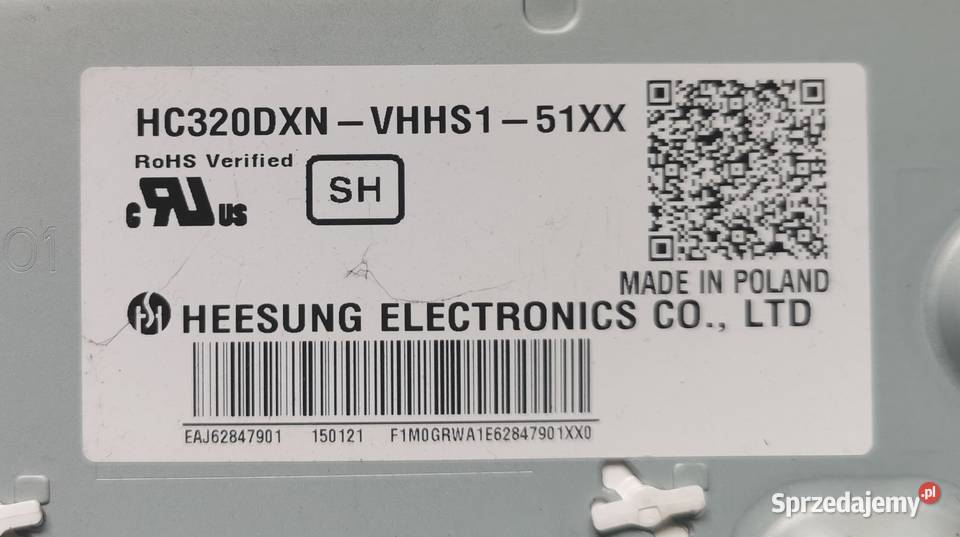 HC320DXN-VHHS1-51XX
RoHS Verified
SH
c RU US
MADE IN POLAND
HEESUNG ELECTRONICS CO., LTD
EAJ62847901 150121 F1M0GRWA1E62847901XX0
01
Sprzedajemy.pl